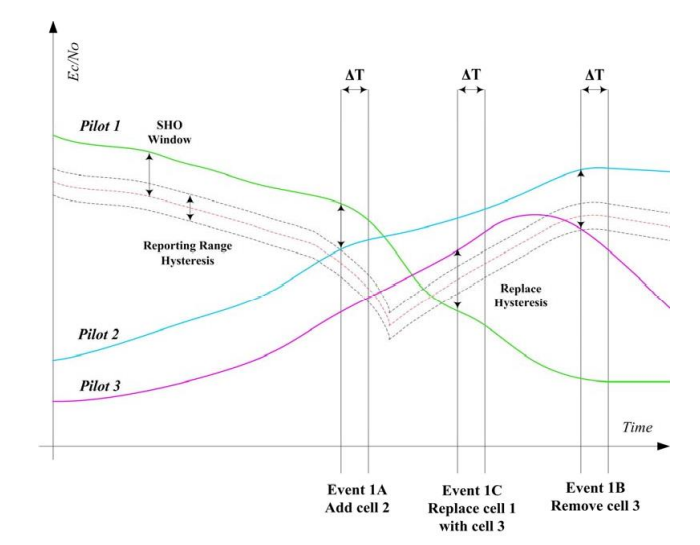 Ec/No
ΔT
ΔT
ΔT
Pilot 1
SHO
Window
Reporting Range
Hysteresis
Replace
Hysteresis
Pilot 2
Pilot 3
Time
Event 1A
Add cell 2
Event 1C
Replace cell 1
with cell 3
Event 1B
Remove cell 3